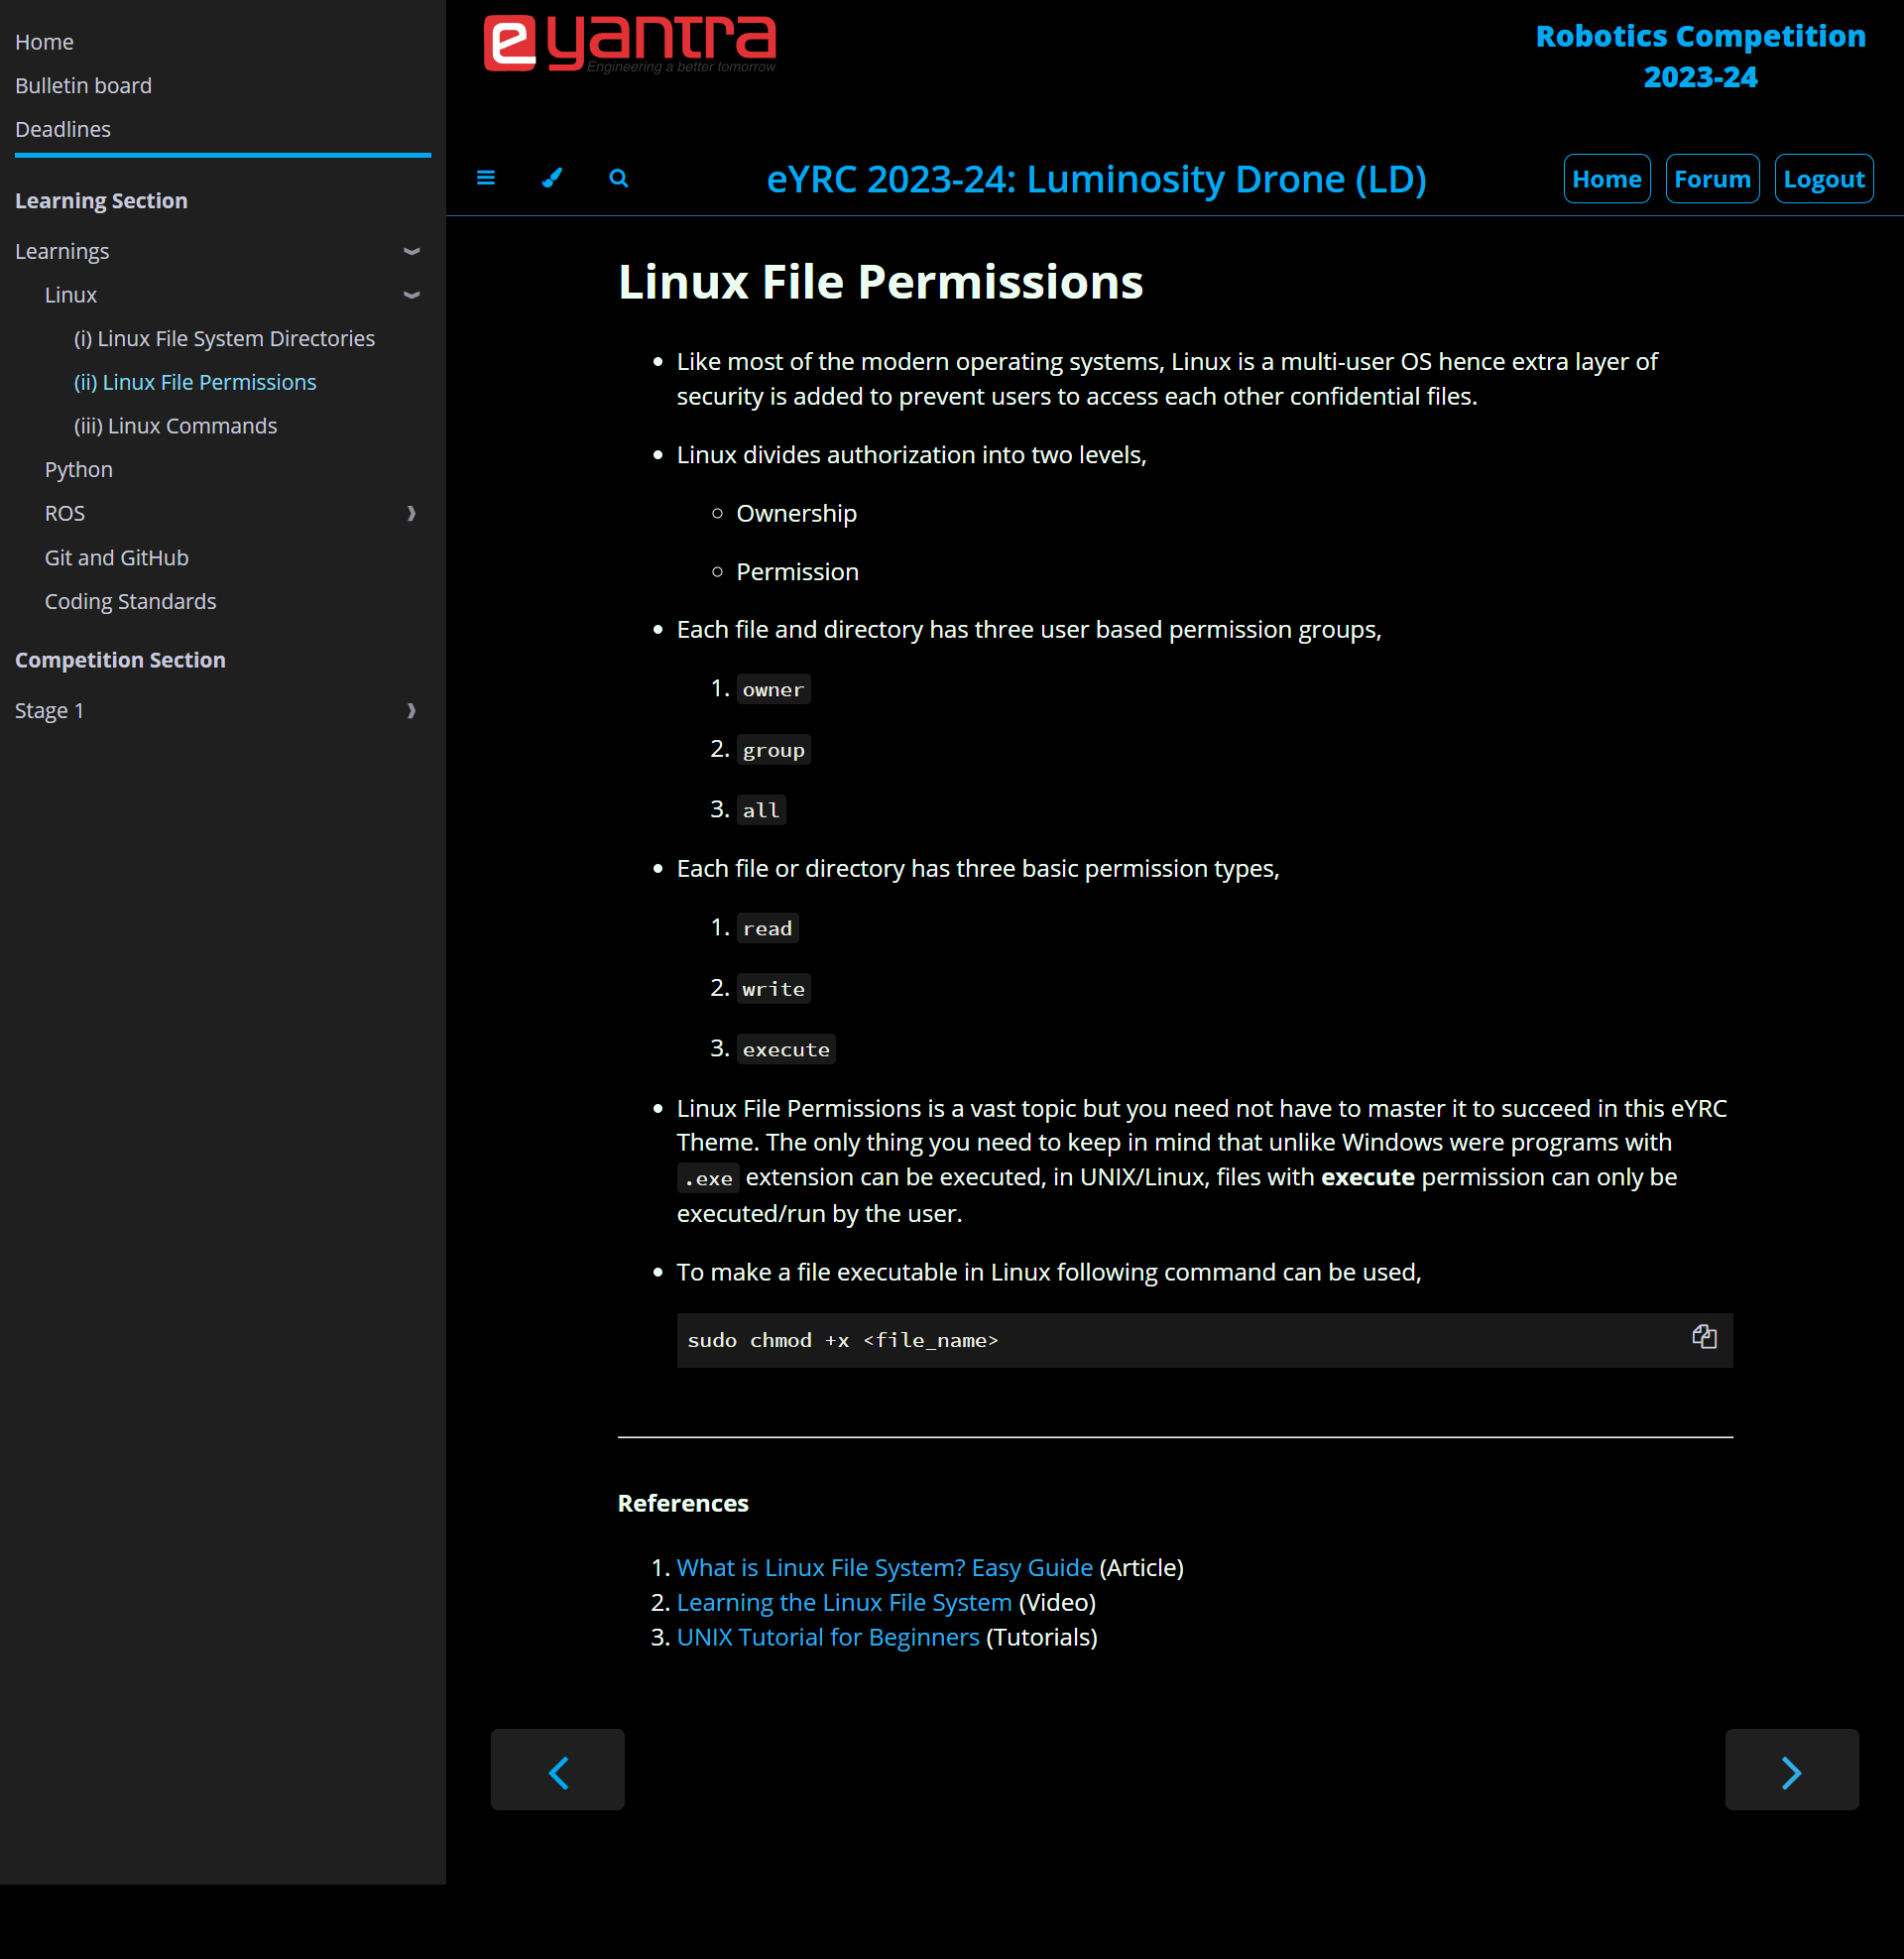 Home
Bulletin board
Deadlines
Learning Section
Learnings
Linux
(i) Linux File System Directories
(ii) Linux File Permissions
(iii) Linux Commands
Python
ROS
Git and GitHub
Coding Standards
Competition Section
Stage 1
e yantra
Engineering a better tomorrow
Robotics Competition
2023-24
eYRC 2023-24: Luminosity Drone (LD)
Home Forum Logout
Linux File Permissions
• Like most of the modern operating systems, Linux is a multi-user OS hence extra layer of
security is added to prevent users to access each other confidential files.
• Linux divides authorization into two levels,
◦ Ownership
◦ Permission
• Each file and directory has three user based permission groups,
1. owner
2. group
3. all
• Each file or directory has three basic permission types,
1. read
2. write
3. execute
• Linux File Permissions is a vast topic but you need not have to master it to succeed in this eYRC
Theme. The only thing you need to keep in mind that unlike Windows were programs with
.exe extension can be executed, in UNIX/Linux, files with execute permission can only be
executed/run by the user.
• To make a file executable in Linux following command can be used,
sudo chmod +x <file_name>
References
1. What is Linux File System? Easy Guide (Article)
2. Learning the Linux File System (Video)
3. UNIX Tutorial for Beginners (Tutorials)